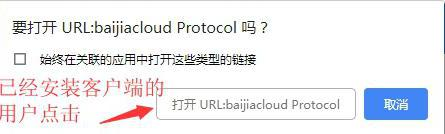 要打开 URL:baijiacloud Protocol 吗？
始终在关联的应用中打开这些类型的链接
已经安装客户端的
用户点击
打开 URL:baijiacloud Protocol
取消